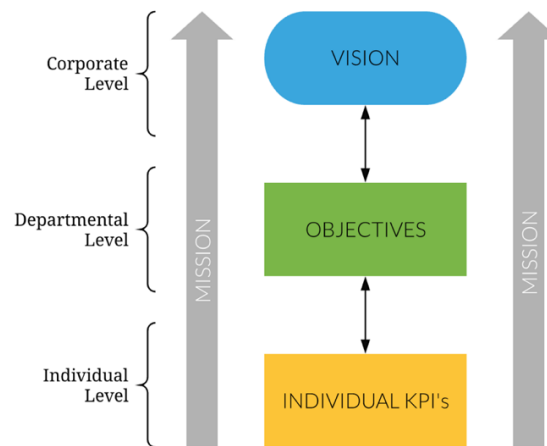 Corporate
Level
VISION
Departmental
Level
MISSION
OBJECTIVES
MISSION
Individual
Level
INDIVIDUAL KPI's